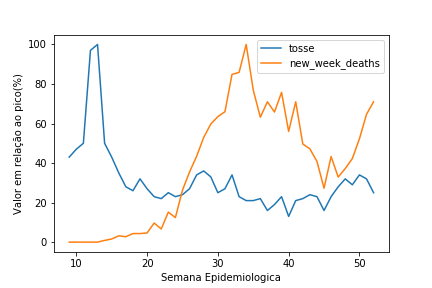 tosse
new_week_deaths
100
80
60
40
20
0
Valor em relação ao pico(%)
10
20
30
40
50
Semana Epidemiologica